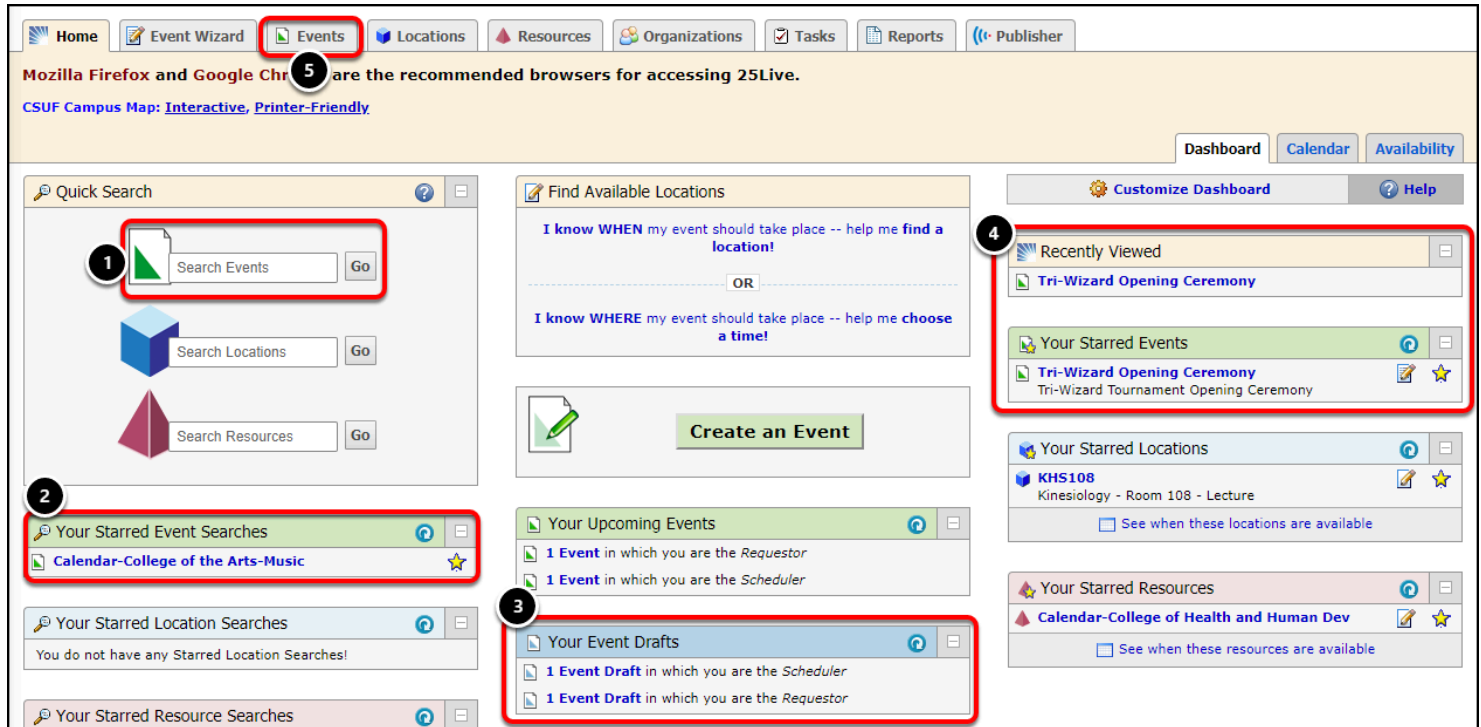 Home
Event Wizard
Events
Locations
Resources
Organizations
Tasks
Reports
Publisher
5
Mozilla Firefox and Google Chr are the recommended browsers for accessing 25Live.
CSUF Campus Map: Interactive, Printer-Friendly
Dashboard
Calendar
Availability
Quick Search
1
Search Events
Go
Search Locations
Go
Search Resources
Go
2
Your Starred Event Searches
Calendar-College of the Arts-Music
Your Starred Location Searches
You do not have any Starred Location Searches!
Your Starred Resource Searches
Find Available Locations
I know WHEN my event should take place -- help me find a
location!
OR
I know WHERE my event should take place -- help me choose
a time!
Create an Event
Your Upcoming Events
1 Event in which you are the Requestor
1 Event in which you are the Scheduler
3
Your Event Drafts
1 Event Draft in which you are the Scheduler
1 Event Draft in which you are the Requestor
Customize Dashboard
Help
4
Recently Viewed
Tri-Wizard Opening Ceremony
Your Starred Events
Tri-Wizard Opening Ceremony
Tri-Wizard Tournament Opening Ceremony
Your Starred Locations
KHS108
Kinesiology - Room 108 - Lecture
See when these locations are available
Your Starred Resources
Calendar-College of Health and Human Dev
See when these resources are available